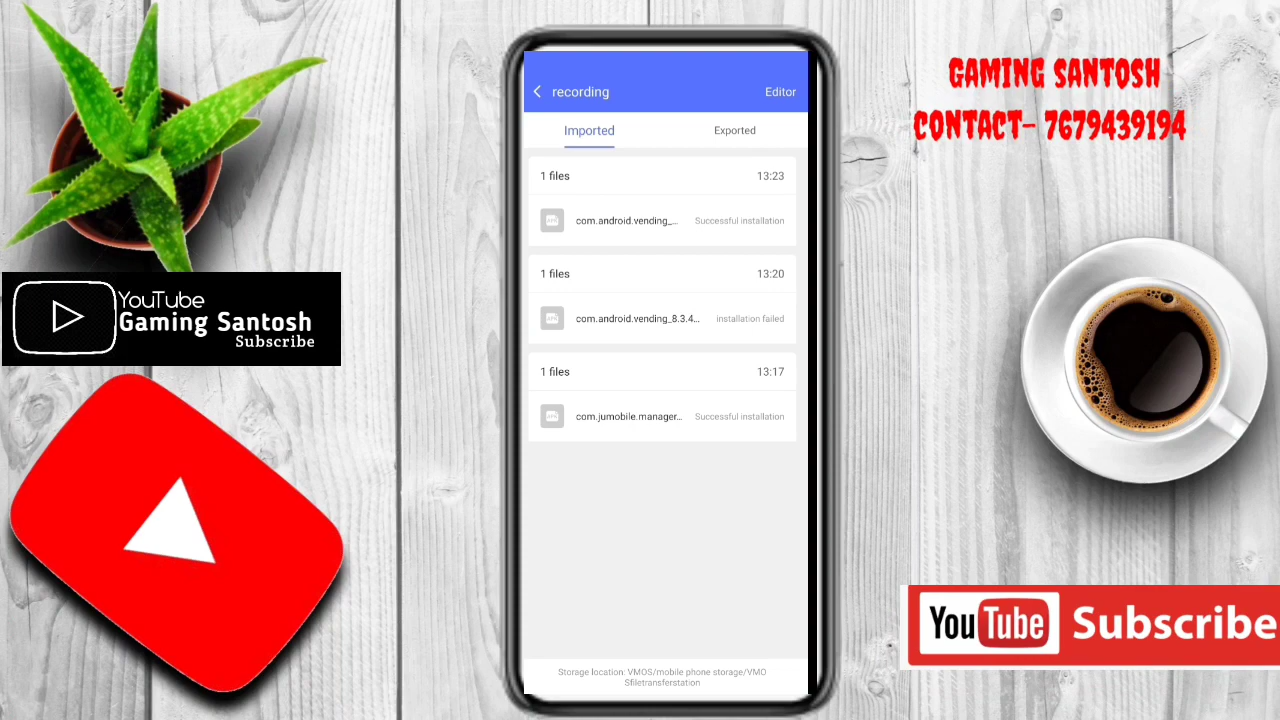 recording
Editor
Imported
Exported
1 files
13:23
com.android.vending_...
Successful installation
1 files
13:20
com.android.vending_8.3.4...
installation failed
1 files
13:17
com.jumobile.manager...
Successful installation
Storage location: VMOS/mobile phone storage/VMO
Sfiletransferstation
GAMING SANTOSH
CONTACT- 7679439194
YouTube
Gaming Santosh
Subscribe
YouTube Subscribe